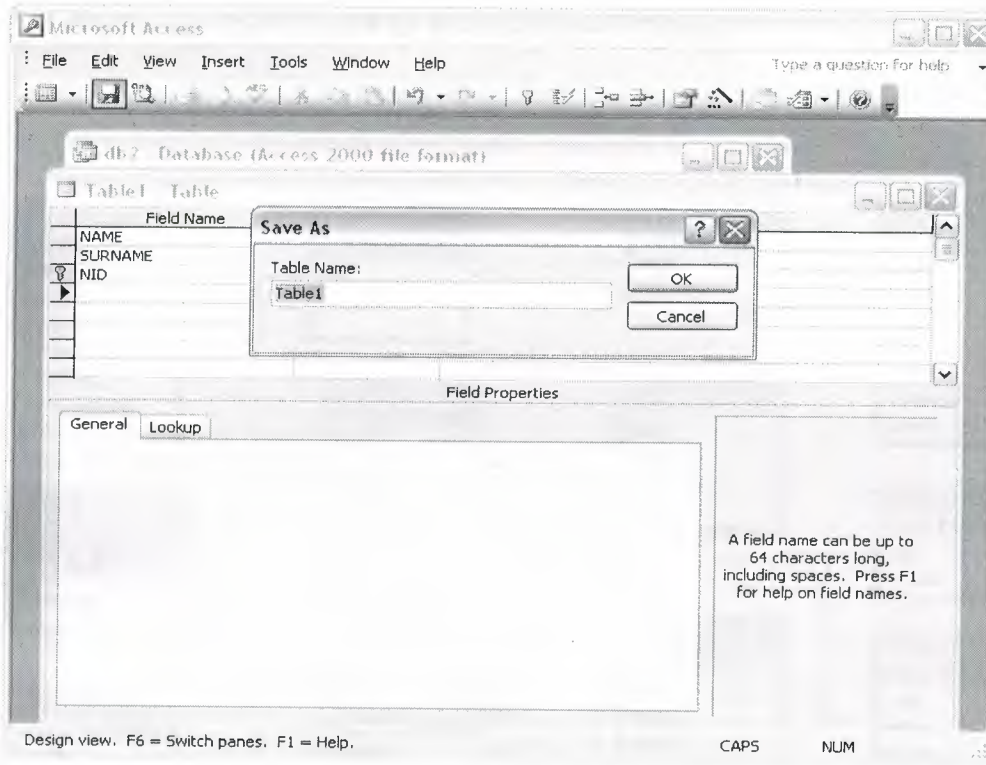 Microsoft Access
File Edit View Insert Tools Window Help
Type a question for help
db2 Database (Access 2000 file format)
Table1 Table
Field Name
NAME
SURNAME
NID
Save As
Table Name:
Table1
OK
Cancel
Field Properties
General Lookup
A field name can be up to
64 characters long,
including spaces. Press F1
for help on field names.
Design view. F6 = Switch panes. F1 = Help.
CAPS NUM